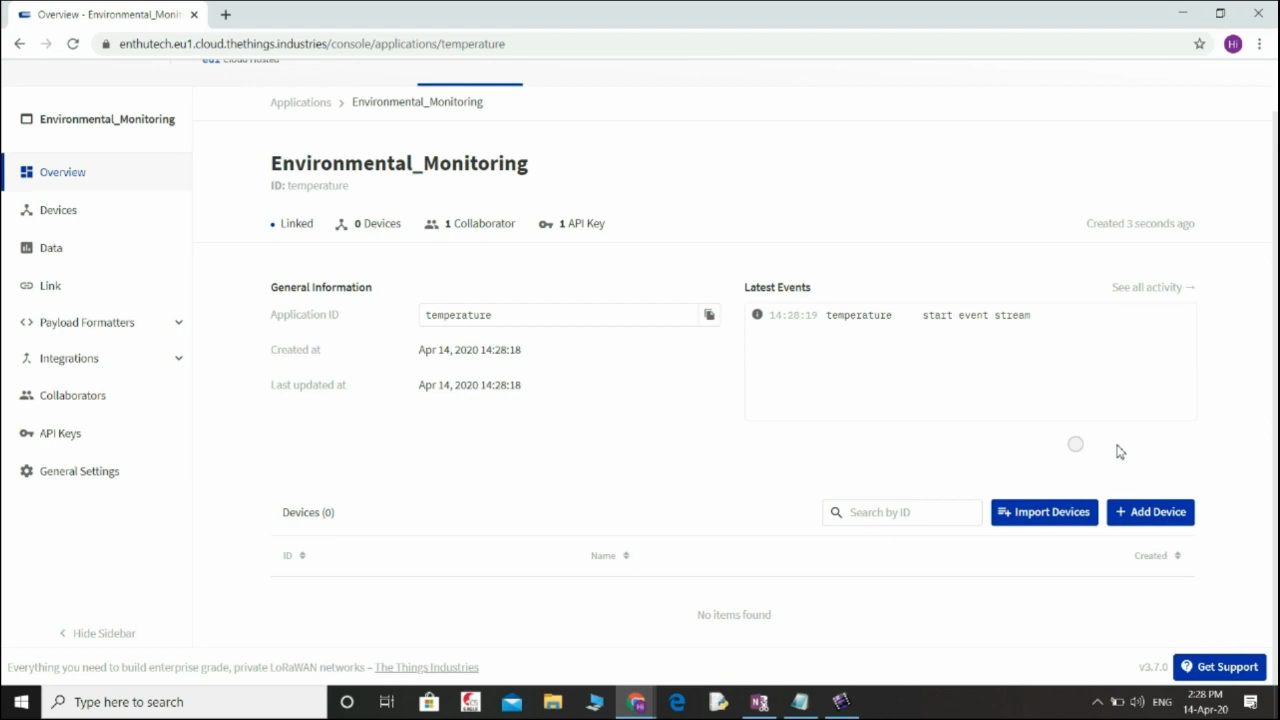 Overview - Environmental_Monit
enthutech.eu1.cloud.thethings.industries/console/applications/temperature
Hi
eu1 Cloud Hosted
Applications > Environmental_Monitoring
Environmental_Monitoring
Overview
Devices
Data
Link
Payload Formatters
Integrations
Collaborators
API Keys
General Settings
Hide Sidebar
Environmental_Monitoring
ID: temperature
Linked 0 Devices 1 Collaborator 1 API Key Created 3 seconds ago
General Information
Application ID temperature
Created at Apr 14, 2020 14:28:18
Last updated at Apr 14, 2020 14:28:18
Latest Events See all activity →
14:28:19 temperature start event stream
Devices (0) Search by ID Import Devices + Add Device
ID Name Created
No items found
Everything you need to build enterprise grade, private LoRaWAN networks – The Things Industries v3.7.0 Get Support
Type here to search
ENG
2:28 PM
14-Apr-20